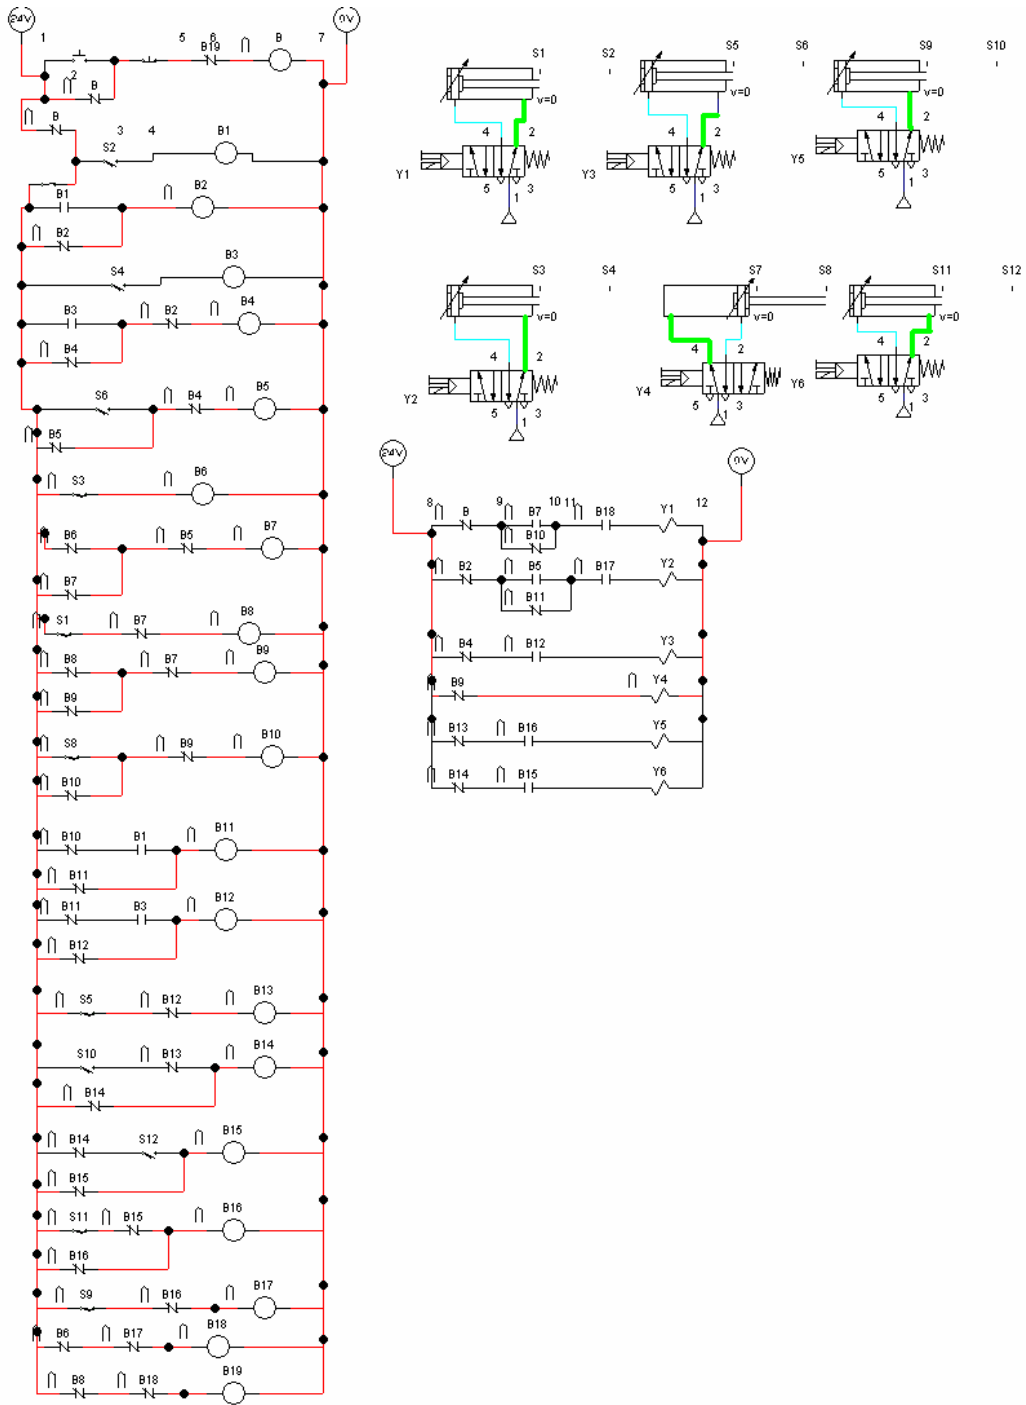 24V 0V
1 2 5 6 B19 B 7
B
B
3 4
S2 B1
B1 B2
B2
S4 B3
B3 B2 B4
B4
S6 B4 B5
B5
S3 B6
B6 B5 B7
B7
S1 B7 B8
B8 B7 B9
B9
S8 B9 B10
B10
B10 B1 B11
B11
B11 B3 B12
B12
S5 B12 B13
S10 B13 B14
B14
B14 S12 B15
B15
S11 B15 B16
B16
S9 B16 B17
B6 B17 B18
B8 B18 B19
S1 S2 S5 S6 S9 S10
v=0 v=0 v=0
4 2 4 2 4 2
Y1 Y3 Y5
5 3 5 3 5 3
1 1 1
S3 S4 S7 S8 S11 S12
v=0 v=0 v=0
4 2 4 2 4 2
Y2 Y4 Y6
5 3 5 3 5 3
1 1 1
24V 0V
8 9 10 11 12
B B7 B18 Y1
B10
B2 B5 B17 Y2
B11
B4 B12 Y3
B9 Y4
B13 B16 Y5
B14 B15 Y6